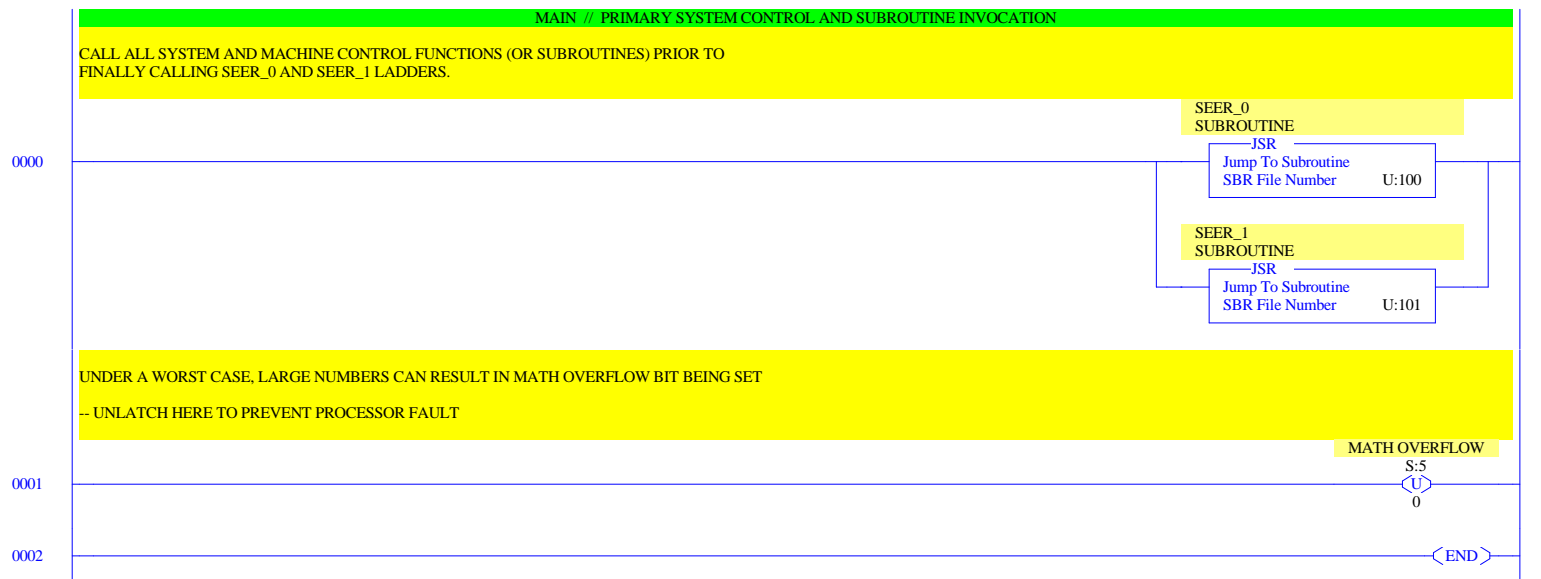 MAIN // PRIMARY SYSTEM CONTROL AND SUBROUTINE INVOCATION
CALL ALL SYSTEM AND MACHINE CONTROL FUNCTIONS (OR SUBROUTINES) PRIOR TO
FINALLY CALLING SEER_0 AND SEER_1 LADDERS.
SEER_0
SUBROUTINE
JSR
0000
Jump To Subroutine
SBR File Number U:100
SEER_1
SUBROUTINE
JSR
Jump To Subroutine
SBR File Number U:101
UNDER A WORST CASE, LARGE NUMBERS CAN RESULT IN MATH OVERFLOW BIT BEING SET
-- UNLATCH HERE TO PREVENT PROCESSOR FAULT
MATH OVERFLOW
S:5
0001
U
0
0002
END